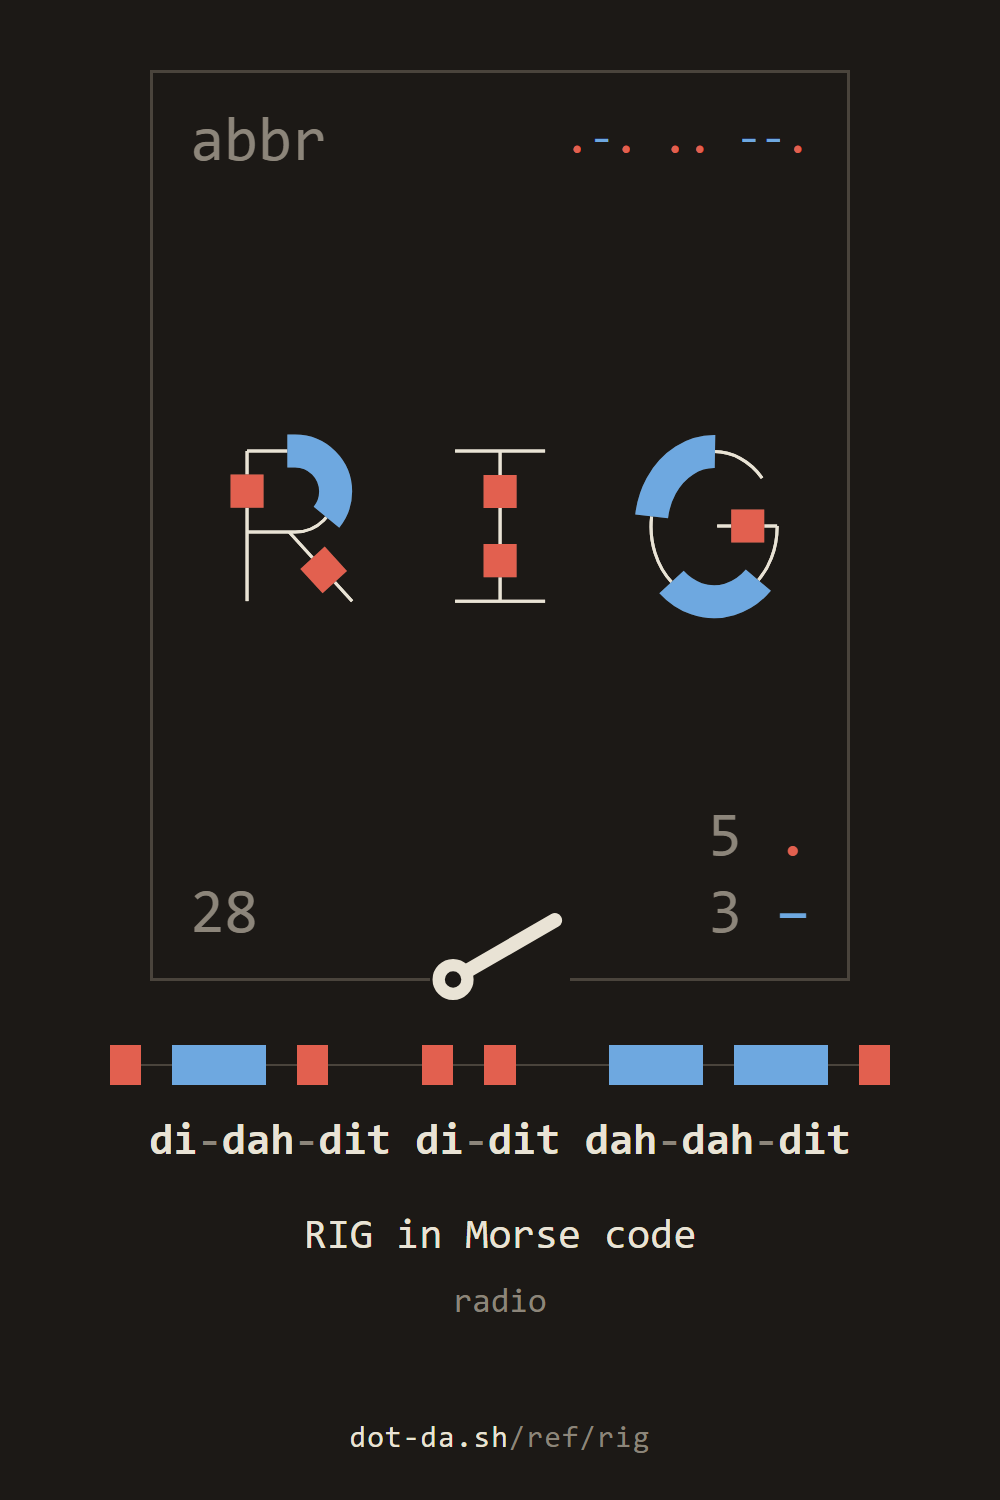 abbr .-. .. --.
RIG
5 .
28 3 -
di-dah-dit di-dit dah-dah-dit
RIG in Morse code
radio
dot-da.sh/ref/rig